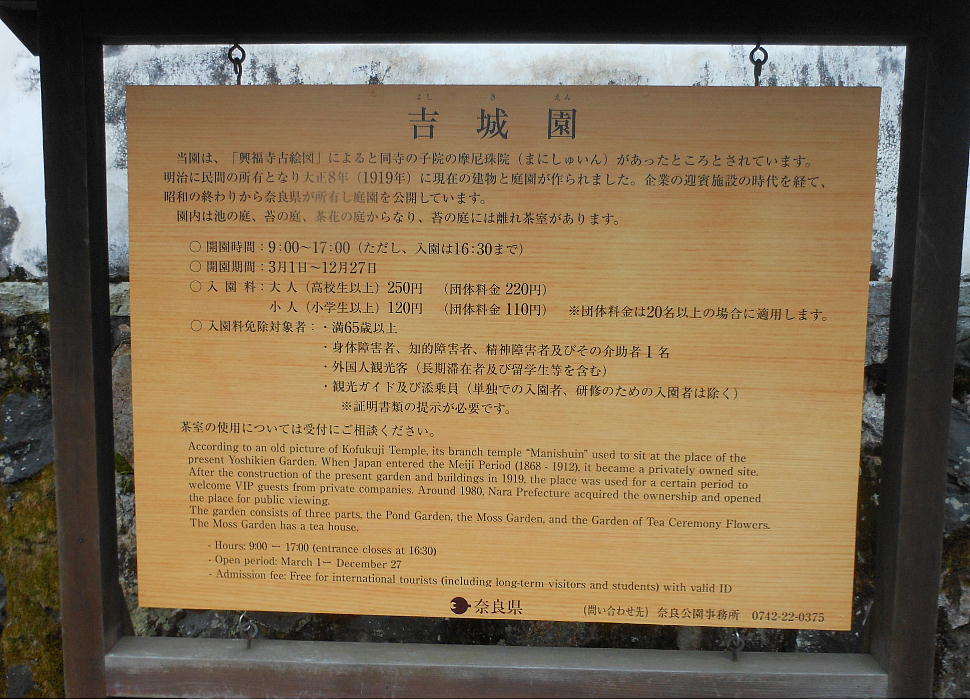 よし き えん
吉 城 園
当園は、「興福寺古絵図」によると同寺の子院の摩尼珠院（まにしゅいん）があったところとされています。
明治に民間の所有となり大正8年（1919年）に現在の建物と庭園が作られました。企業の迎賓施設の時代を経て、
昭和の終わりから奈良県が所有し庭園を公開しています。
園内は池の庭、苔の庭、茶花の庭からなり、苔の庭には離れ茶室があります。
○ 開園時間：9：00～17：00（ただし、入園は16：30まで）
○ 開園期間：3月1日～12月27日
○ 入 園 料：大 人（高校生以上）250円 （団体料金 220円）
小 人（小学生以上）120円 （団体料金 110円） ※団体料金は20名以上の場合に適用します。
○ 入園料免除対象者：・満65歳以上
・身体障害者、知的障害者、精神障害者及びその介助者１名
・外国人観光客（長期滞在者及び留学生等を含む）
・観光ガイド及び添乗員（単独での入園者、研修のための入園者は除く）
※証明書類の提示が必要です。
茶室の使用については受付にご相談ください。
According to an old picture of Kofukuji Temple, its branch temple “Manishuin” used to sit at the place of the
present Yoshikien Garden. When Japan entered the Meiji Period (1868 - 1912), it became a privately owned site.
After the construction of the present garden and buildings in 1919, the place was used for a certain period to
welcome VIP guests from private companies. Around 1980, Nara Prefecture acquired the ownership and opened
the place for public viewing.
The garden consists of three parts, the Pond Garden, the Moss Garden, and the Garden of Tea Ceremony Flowers.
The Moss Garden has a tea house.
- Hours: 9:00 － 17:00 (entrance closes at 16:30)
- Open period: March 1－ December 27
- Admission fee: Free for international tourists (including long-term visitors and students) with valid ID
奈良県 （問い合わせ先）奈良公園事務所 0742-22-0375